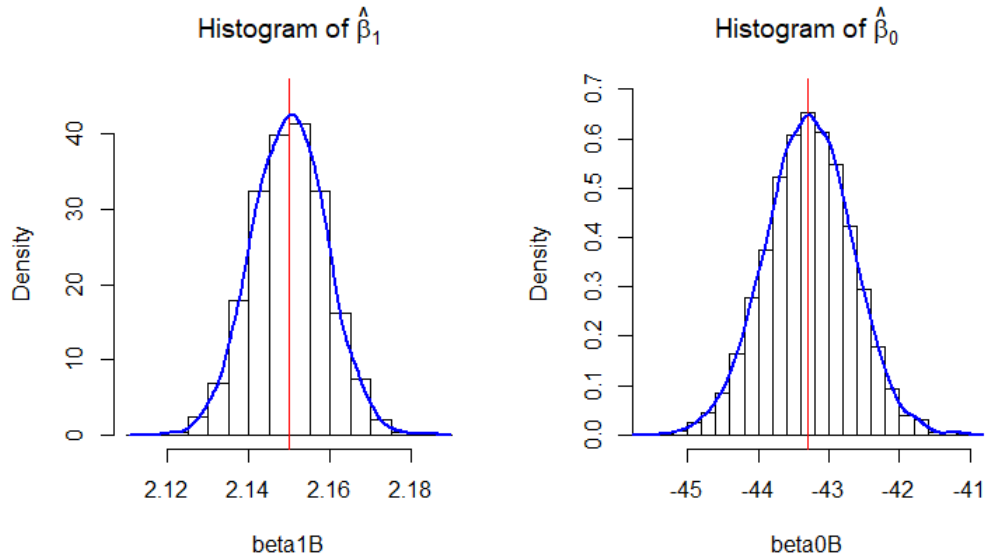 Histogram of β̂₁
Density
0
10
20
30
40
2.12 2.14 2.16 2.18
beta1B
Histogram of β̂₀
Density
0.0
0.1
0.2
0.3
0.4
0.5
0.6
0.7
-45 -44 -43 -42 -41
beta0B